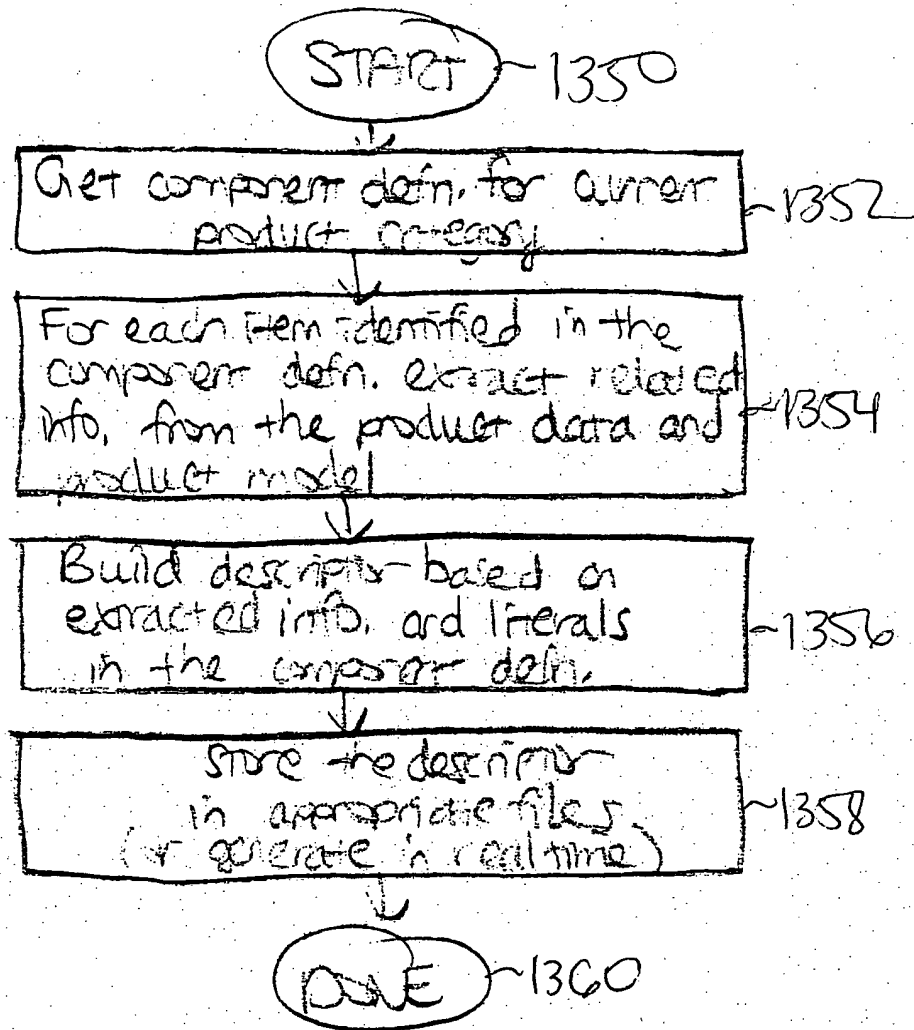 START ~1350
Get component defn. for current
product category
~1352
For each item identified in the
component defn. extract related
info. from the product data and
product model
~1354
Build descriptor based on
extracted info. and literals
in the component defn.
~1356
Store the descriptor
in appropriate files
(or generate in real time)
~1358
DONE ~1360